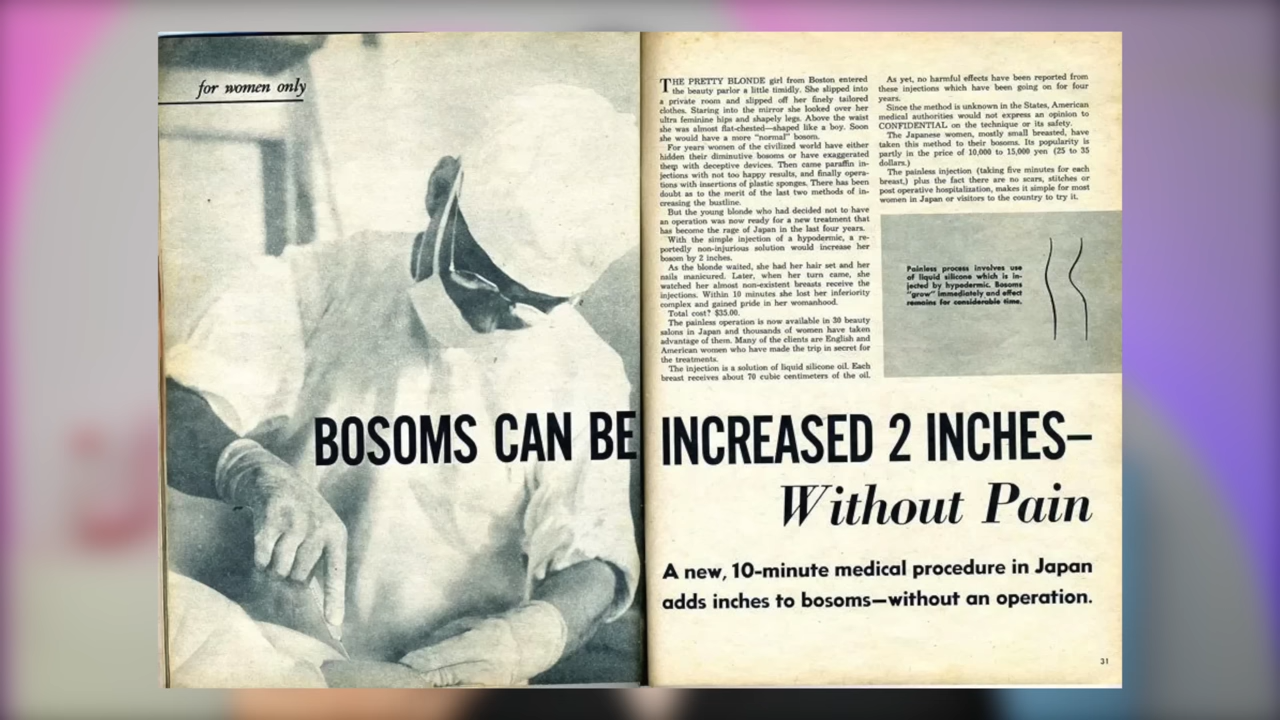 for women only
THE PRETTY BLONDE girl from Boston entered
the beauty parlor a little timidly. She slipped into
a private room and slipped off her finely tailored
clothes. Staring into the mirror she looked over her
ultra feminine hips and shapely legs. Above the waist
she was almost flat-chested—shaped like a boy. Soon
she would have a more "normal" bosom.
For years women of the civilized world have either
hidden their diminutive bosoms or have exaggerated
them with deceptive devices. Then came paraffin in-
jections with not too happy results, and finally opera-
tions with insertions of plastic sponges. There has been
doubt as to the merit of the last two methods of in-
creasing the bustline.
But the young blonde who had decided not to have
an operation was now ready for a new treatment that
has become the rage of Japan in the last four years.
With the simple injection of a hypodermic, a re-
portedly non-injurious solution would increase her
bosom by 2 inches.
As the blonde waited, she had her hair set and her
nails manicured. Later, when her turn came, she
watched her almost non-existent breasts receive the
injections. Within 10 minutes she lost her inferiority
complex and gained pride in her womanhood.
Total cost? $35.00.
The painless operation is now available in 30 beauty
salons in Japan and thousands of women have taken
advantage of them. Many of the clients are English and
American women who have made the trip in secret for
the treatments.
The injection is a solution of liquid silicone oil. Each
breast receives about 70 cubic centimeters of the oil.
As yet, no harmful effects have been reported from
these injections which have been going on for four
years.
Since the method is unknown in the States, American
medical authorities would not express an opinion to
CONFIDENTIAL on the technique or its safety.
The Japanese women, mostly small breasted, have
taken this method to their bosoms. Its popularity is
partly in the price of 10,000 to 15,000 yen (25 to 35
dollars.)
The painless injection (taking five minutes for each
breast,) plus the fact there are no scars, stitches or
post operative hospitalization, makes it simple for most
women in Japan or visitors to the country to try it.
Painless process involves use
of liquid silicone which is in-
jected by hypodermic. Bosoms
"grow" immediately and effect
remains for considerable time.
BOSOMS CAN BE INCREASED 2 INCHES—
Without Pain
A new, 10-minute medical procedure in Japan
adds inches to bosoms—without an operation.
31